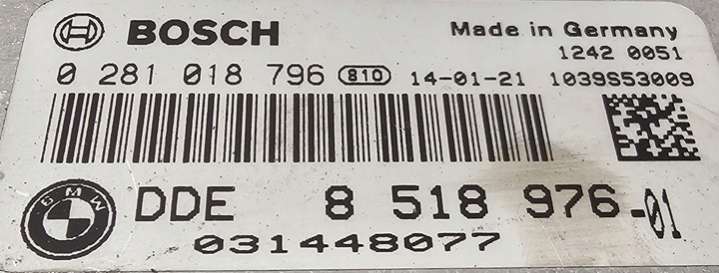 BOSCH Made in Germany
1242 0051
0 281 018 796 810 14-01-21 1039S53009
BMW DDE 8 518 976-01
031448077